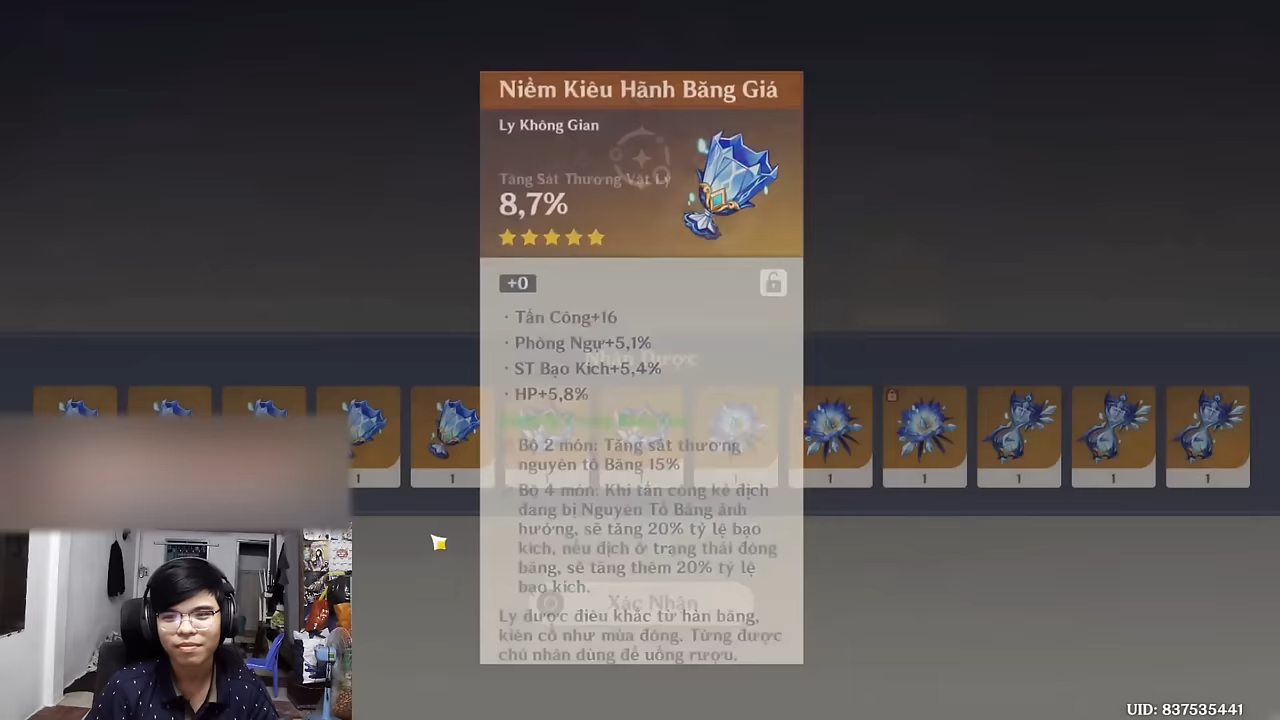 Niềm Kiêu Hãnh Băng Giá
Ly Không Gian
Tăng Sát Thương Vật Lý
8,7%
+0
· Tấn Công+16
· Phòng Ngự+5,1%
Nhận Được
· ST Bạo Kích+5,4%
· HP+5,8%
Bộ 2 món: Tăng sát thương
nguyên tố Băng 15%
Bộ 4 món: Khi tấn công kẻ địch
đang bị Nguyên Tố Băng ảnh
hưởng, sẽ tăng 20% tỷ lệ bạo
kích, nếu địch ở trạng thái đóng
băng, sẽ tăng thêm 20% tỷ lệ
bạo kích.
Xác Nhận
Ly được điêu khắc từ hàn băng,
kiên cố như mùa đông. Từng được
chủ nhân dùng để uống rượu.
1
1
1
1
1
1
1
1
UID: 837535441